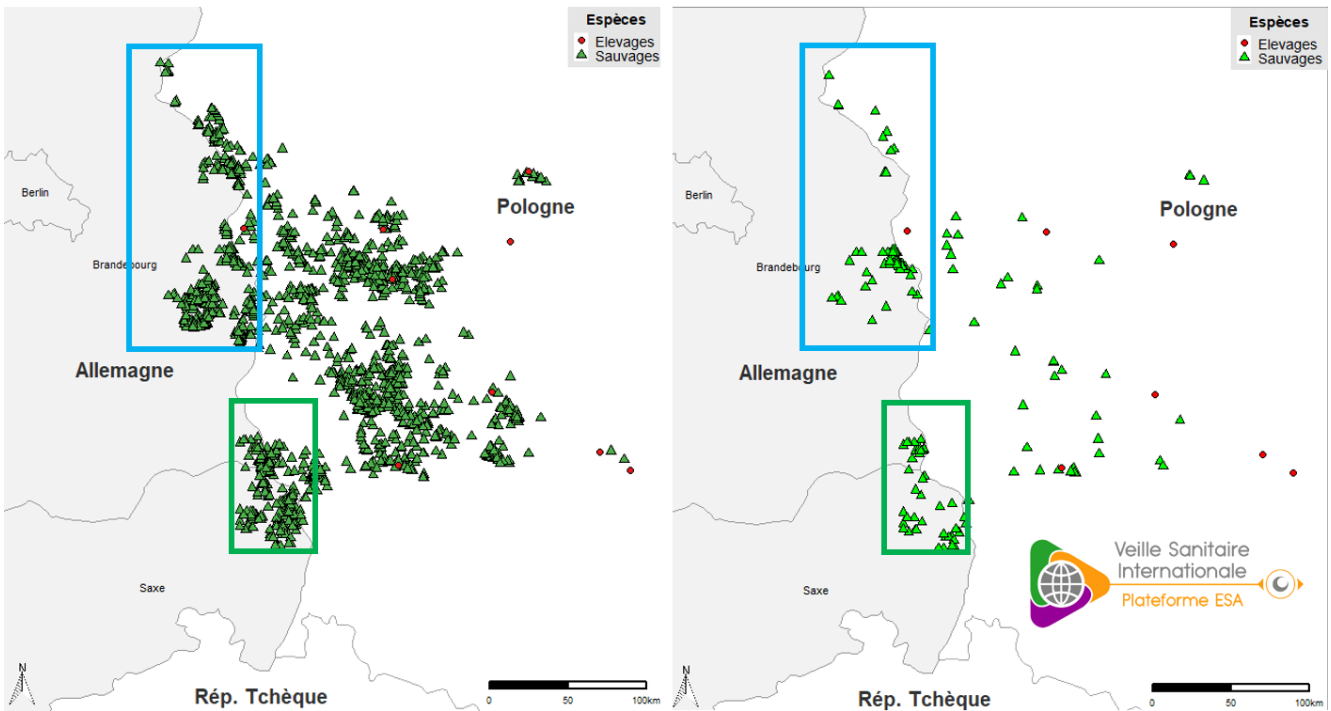 Espèces
Elevages
Sauvages
Berlin
Pologne
Brandebourg
Allemagne
Saxe
N
Rép. Tchèque
0 50 100km
Espèces
Elevages
Sauvages
Berlin
Pologne
Brandebourg
Allemagne
Veille Sanitaire
Internationale
Plateforme ESA
Saxe
N
Rép. Tchèque
0 50 100km